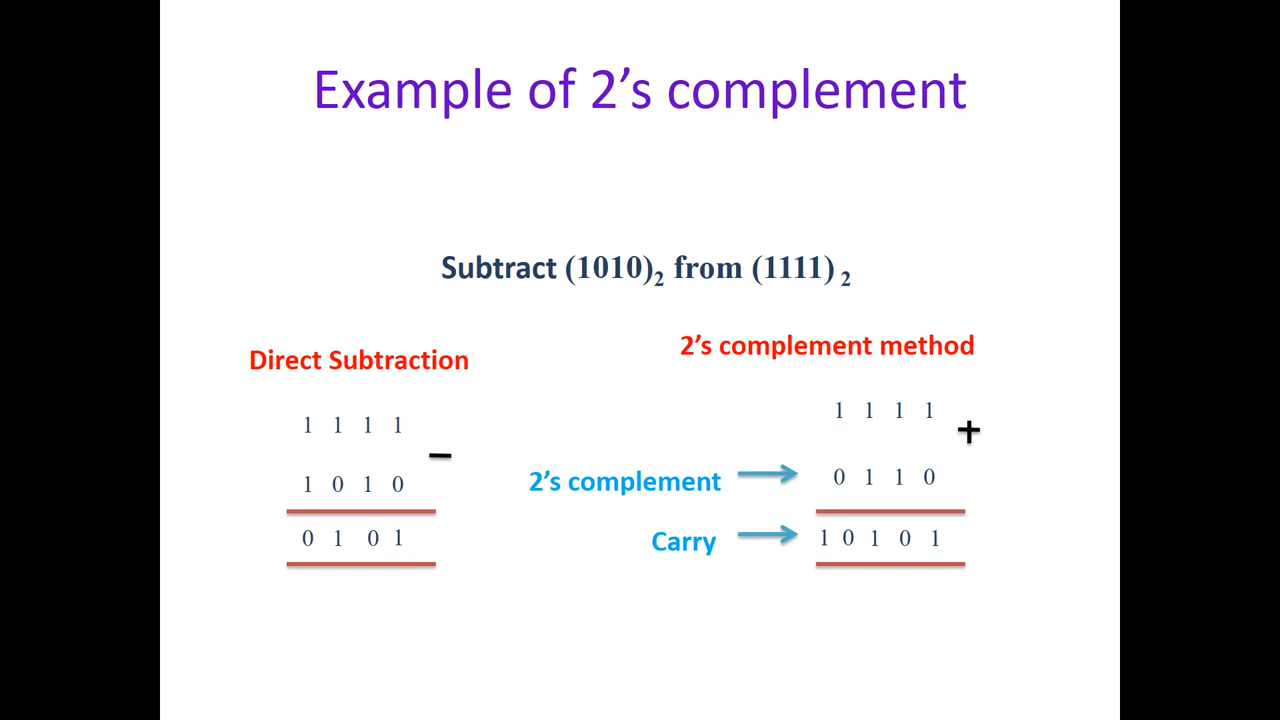 Example of 2’s complement
Subtract (1010)2 from (1111) 2
Direct Subtraction
1 1 1 1
–
1 0 1 0
0 1 0 1
2’s complement method
1 1 1 1
+
2’s complement → 0 1 1 0
Carry → 1 0 1 0 1